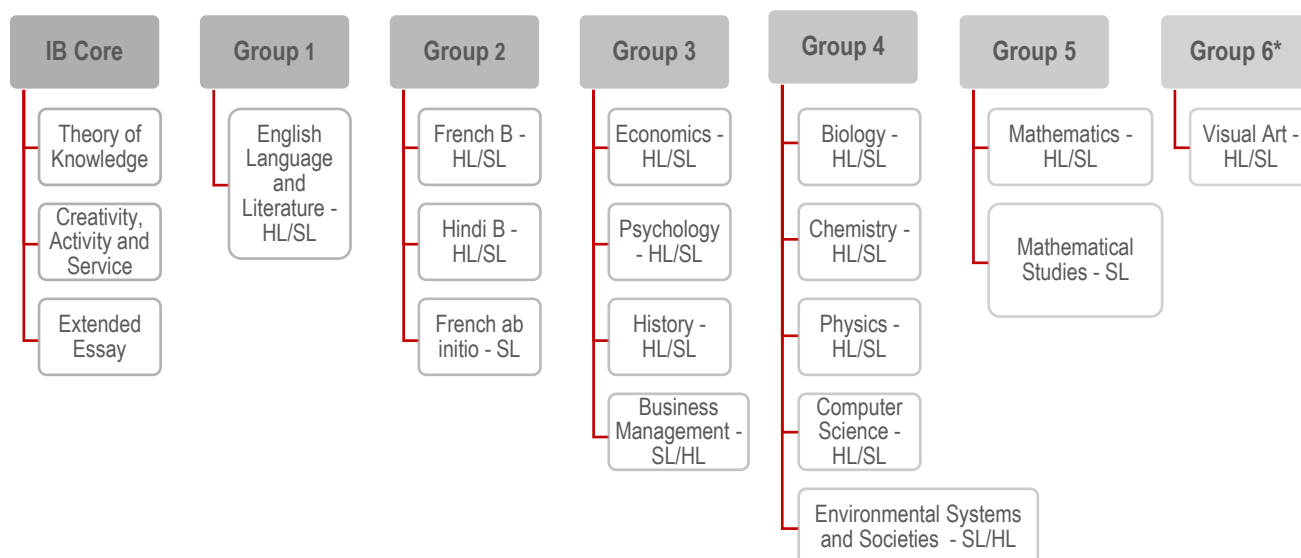 IB Core
Theory of
Knowledge
Creativity,
Activity and
Service
Extended
Essay
Group 1
English
Language
and
Literature -
HL/SL
Group 2
French B -
HL/SL
Hindi B -
HL/SL
French ab
initio - SL
Group 3
Economics -
HL/SL
Psychology
- HL/SL
History -
HL/SL
Business
Management -
SL/HL
Group 4
Biology -
HL/SL
Chemistry -
HL/SL
Physics -
HL/SL
Computer
Science -
HL/SL
Environmental Systems
and Societies - SL/HL
Group 5
Mathematics -
HL/SL
Mathematical
Studies - SL
Group 6*
Visual Art -
HL/SL